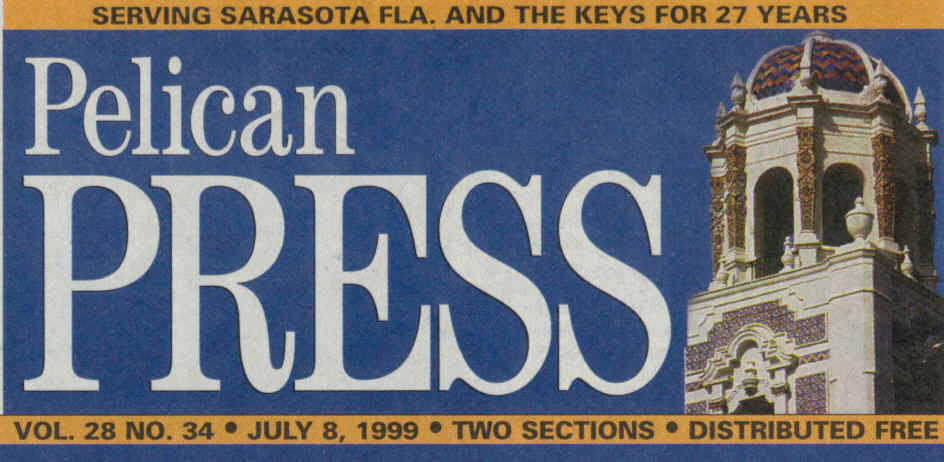 SERVING SARASOTA FLA. AND THE KEYS FOR 27 YEARS
Pelican
PRESS
VOL. 28 NO. 34 • JULY 8, 1999 • TWO SECTIONS • DISTRIBUTED FREE